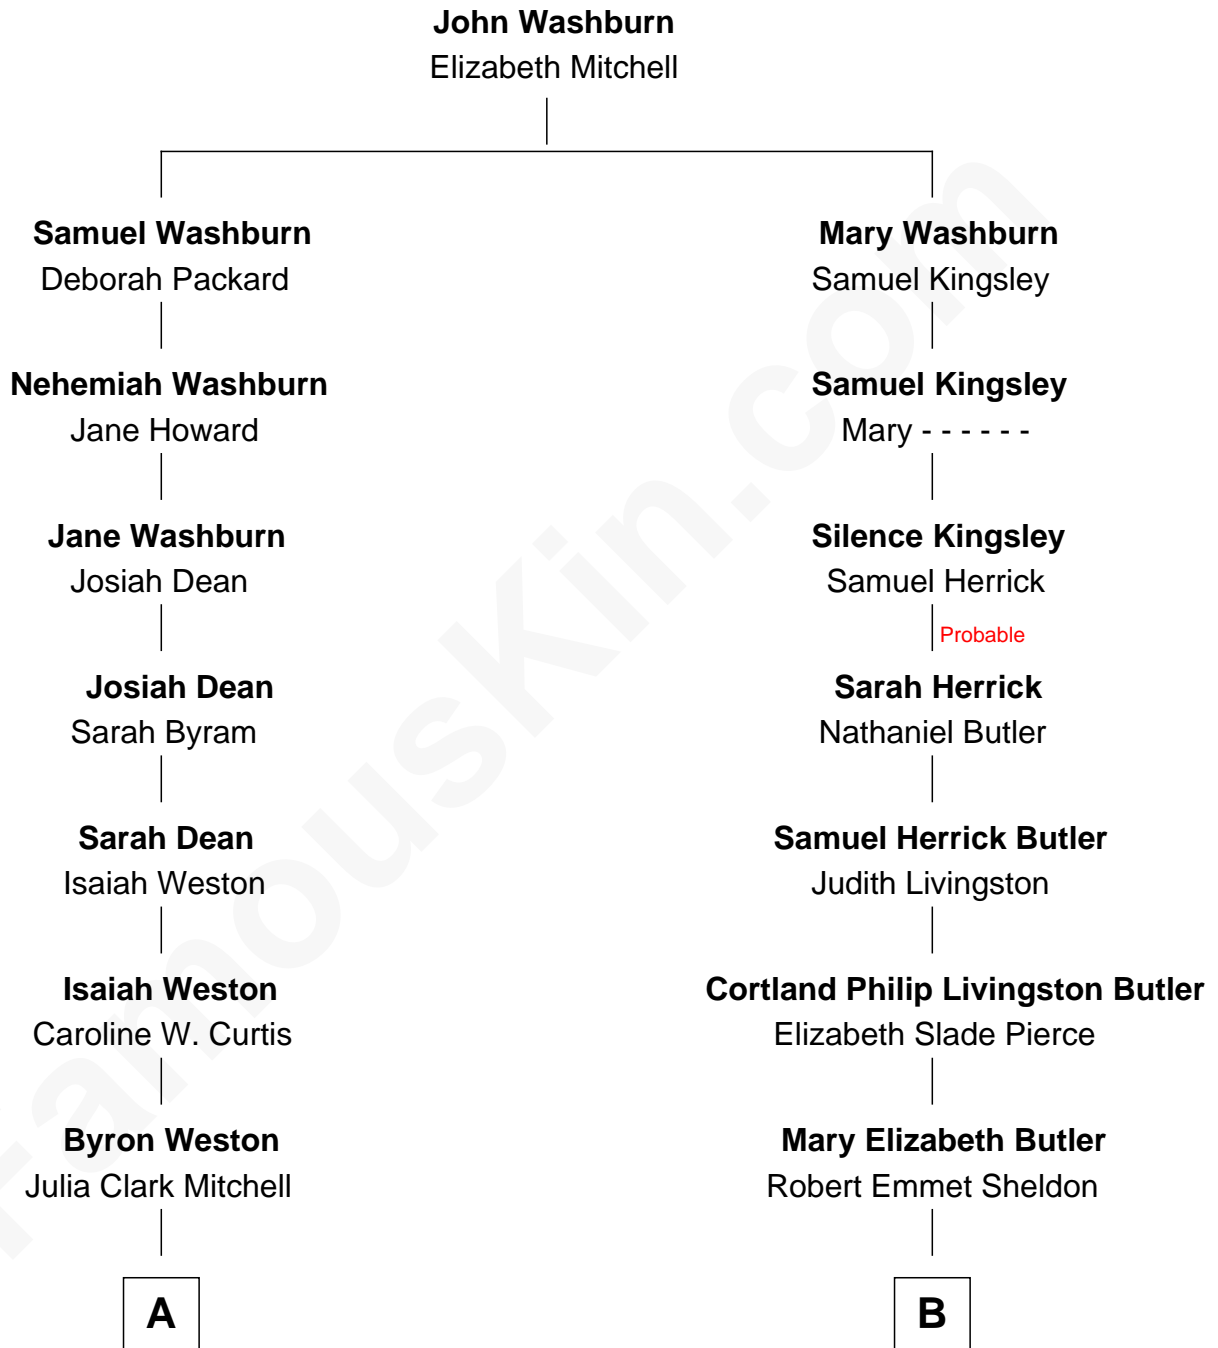 John Washburn
Elizabeth Mitchell
Samuel Washburn
Deborah Packard
Nehemiah Washburn
Jane Howard
Jane Washburn
Josiah Dean
Josiah Dean
Sarah Byram
Sarah Dean
Isaiah Weston
Isaiah Weston
Caroline W. Curtis
Byron Weston
Julia Clark Mitchell
A
Mary Washburn
Samuel Kingsley
Samuel Kingsley
Mary - - - - - -
Silence Kingsley
Samuel Herrick
Probable
Sarah Herrick
Nathaniel Butler
Samuel Herrick Butler
Judith Livingston
Cortland Philip Livingston Butler
Elizabeth Slade Pierce
Mary Elizabeth Butler
Robert Emmet Sheldon
B
FamousKin.com